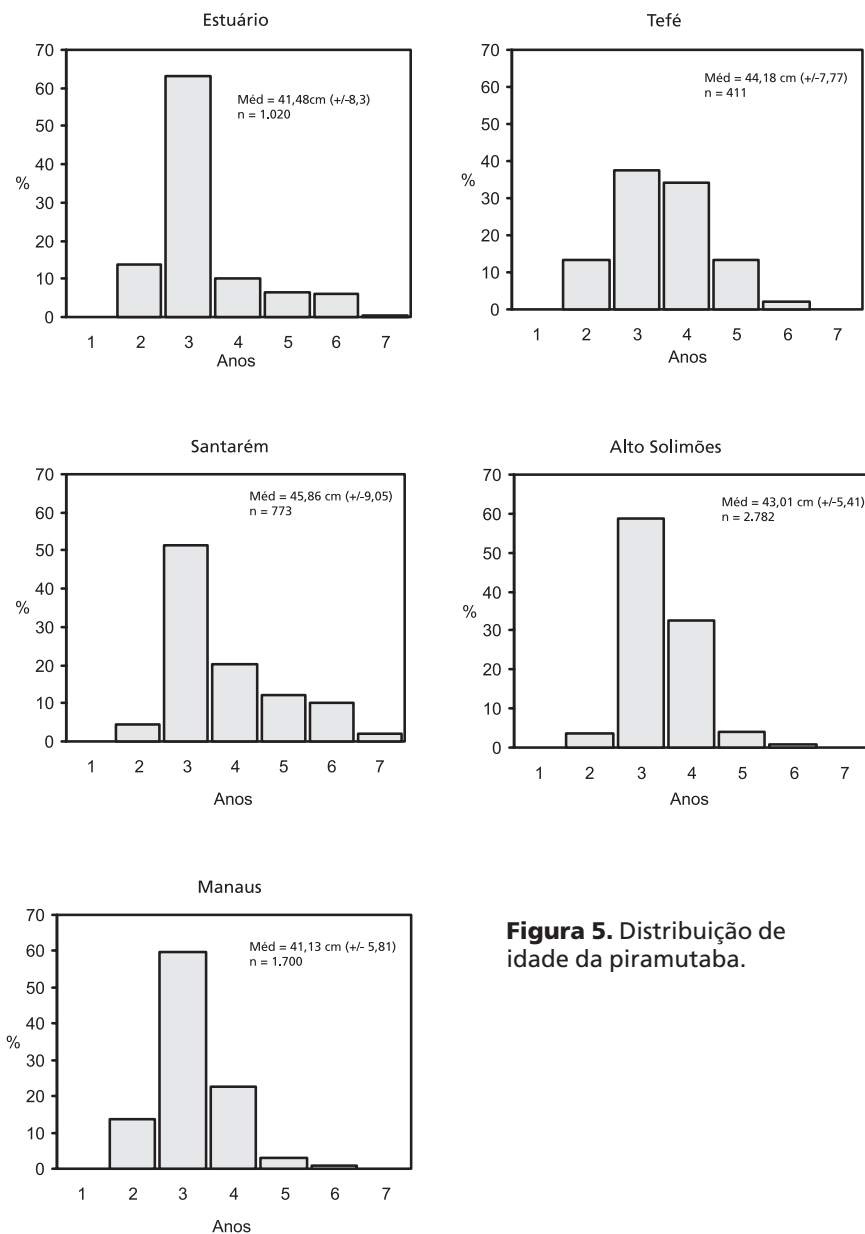 Estuário
70
60
50
40
30
20
10
0
%
Méd = 41,48cm (+/-8,3)
n = 1.020
1 2 3 4 5 6 7
Anos
Tefé
70
60
50
40
30
20
10
0
%
Méd = 44,18 cm (+/-7,77)
n = 411
1 2 3 4 5 6 7
Anos
Santarém
70
60
50
40
30
20
10
0
%
Méd = 45,86 cm (+/-9,05)
n = 773
1 2 3 4 5 6 7
Anos
Alto Solimões
70
60
50
40
30
20
10
0
%
Méd = 43,01 cm (+/-5,41)
n = 2.782
1 2 3 4 5 6 7
Anos
Manaus
70
60
50
40
30
20
10
0
%
Méd = 41,13 cm (+/- 5,81)
n = 1.700
1 2 3 4 5 6 7
Anos
Figura 5. Distribuição de
idade da piramutaba.